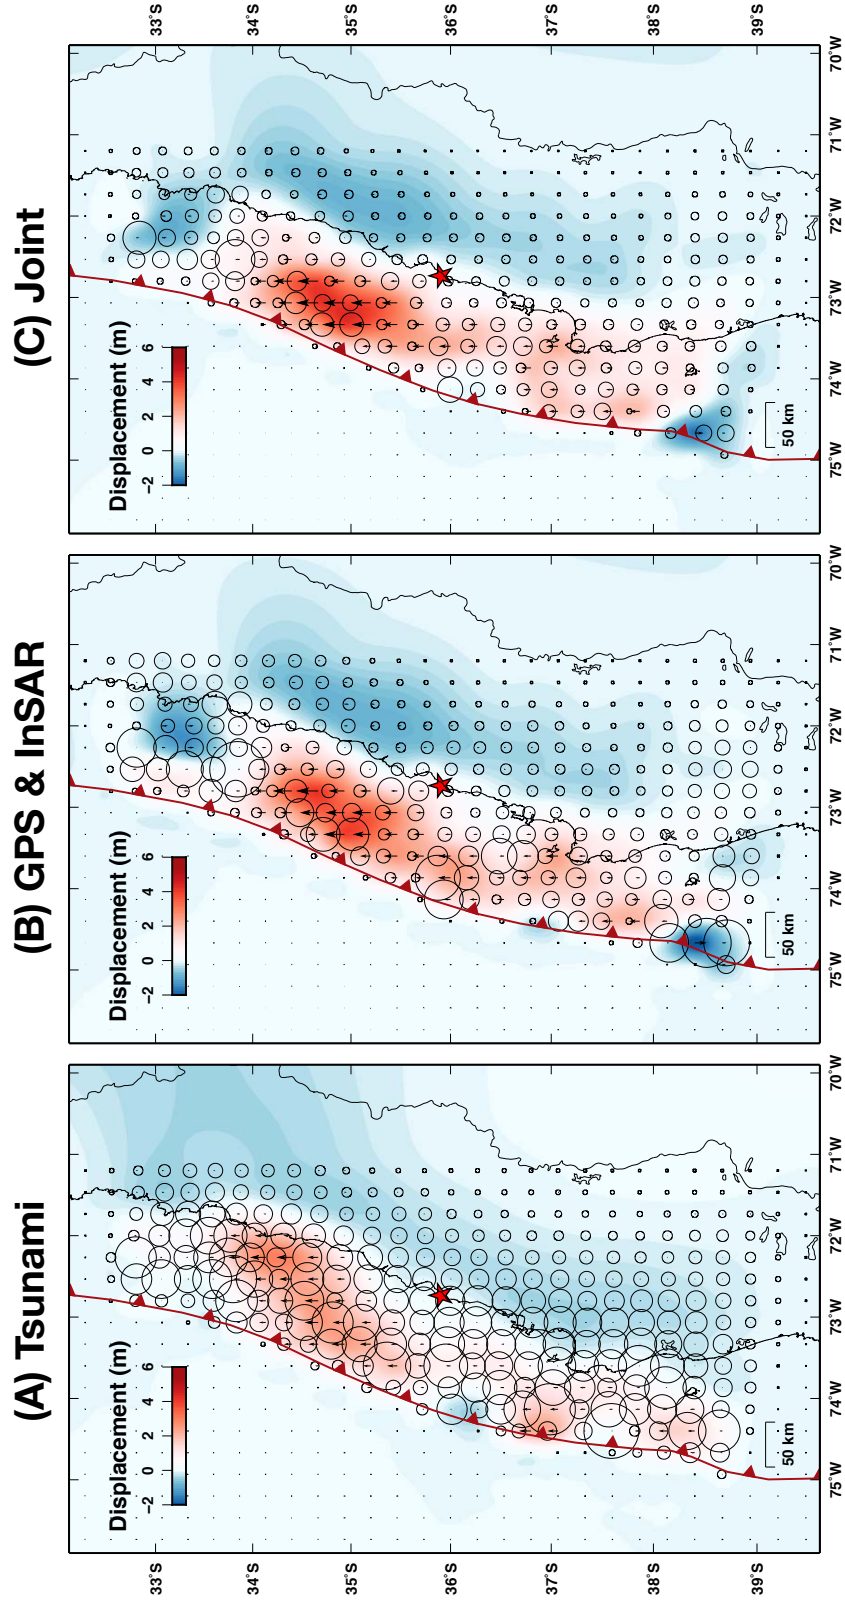 (A) Tsunami
Displacement (m)
−2 0 2 4 6
50 km
33°S
34°S
35°S
36°S
37°S
38°S
39°S
75°W
74°W
73°W
72°W
71°W
70°W
(B) GPS & InSAR
Displacement (m)
−2 0 2 4 6
50 km
75°W
74°W
73°W
72°W
71°W
70°W
(C) Joint
Displacement (m)
−2 0 2 4 6
50 km
75°W
74°W
73°W
72°W
71°W
70°W
33°S
34°S
35°S
36°S
37°S
38°S
39°S